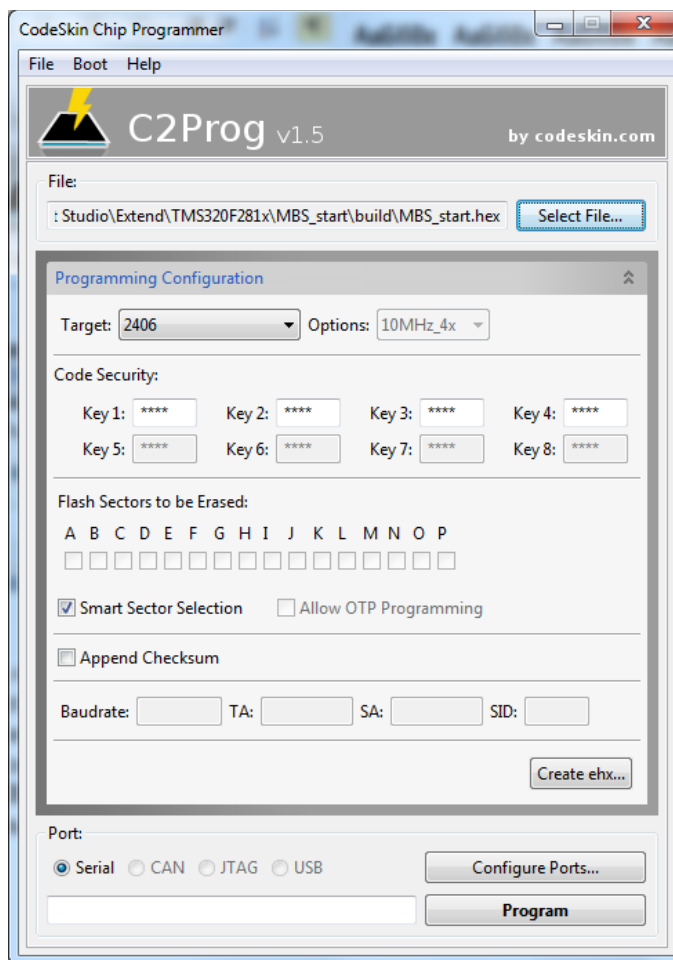 CodeSkin Chip Programmer
File Boot Help
C2Prog v1.5 by codeskin.com
File:
: Studio\Extend\TMS320F281x\MBS_start\build\MBS_start.hex Select File...
Programming Configuration
Target: 2406 Options: 10MHz_4x
Code Security:
Key 1: **** Key 2: **** Key 3: **** Key 4: ****
Key 5: **** Key 6: **** Key 7: **** Key 8: ****
Flash Sectors to be Erased:
A B C D E F G H I J K L M N O P
Smart Sector Selection Allow OTP Programming
Append Checksum
Baudrate: TA: SA: SID:
Create ehx...
Port:
Serial CAN JTAG USB Configure Ports...
Program